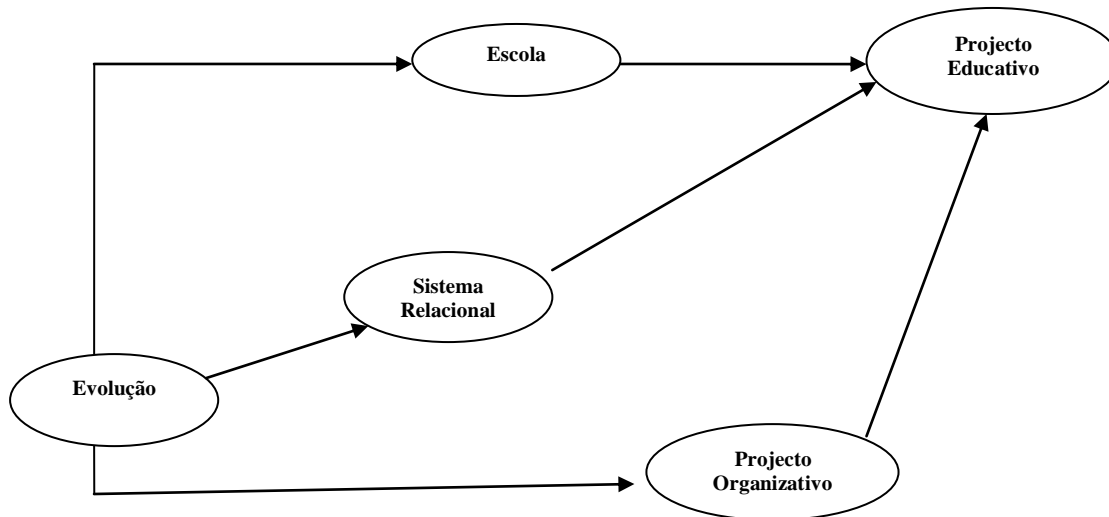 Escola
Projecto
Educativo
Sistema
Relacional
Evolução
Projecto
Organizativo